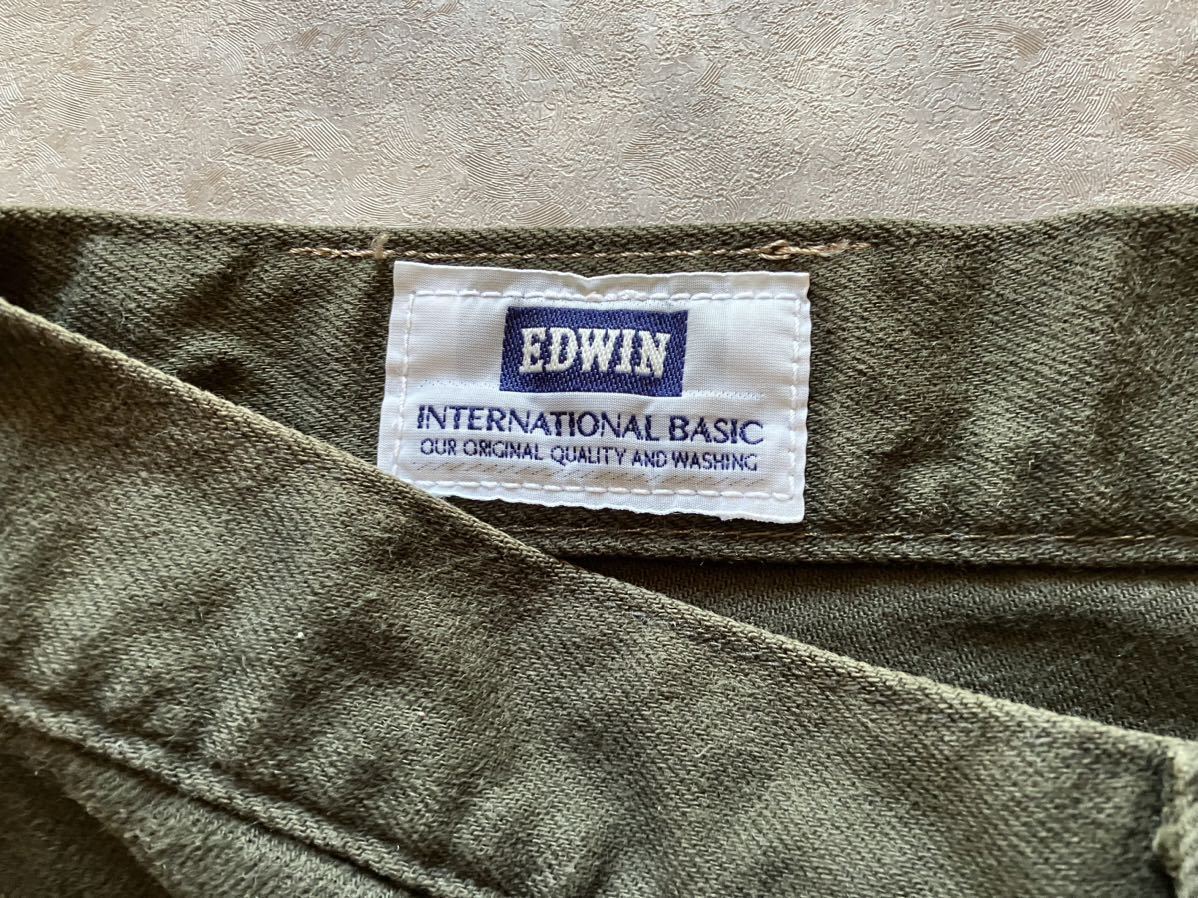 EDWIN
INTERNATIONAL BASIC
OUR ORIGINAL QUALITY AND WASHING